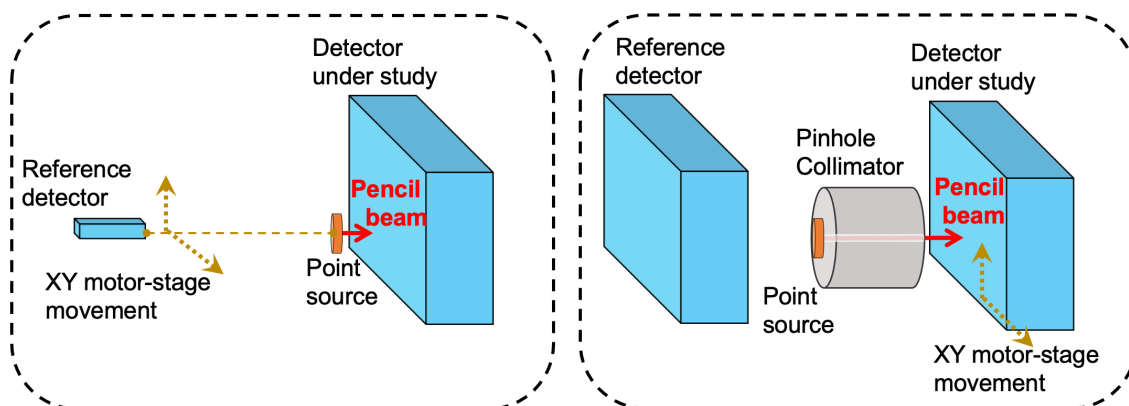 Detector
under study
Reference
detector
Pencil
beam
Point
source
XY motor-stage
movement
Reference
detector
Detector
under study
Pinhole
Collimator
Pencil
beam
Point
source
XY motor-stage
movement